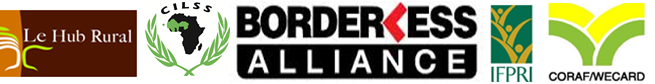 Le Hub Rural
CILSS
BORDERLESS
ALLIANCE
IFPRI
CORAF/WECARD